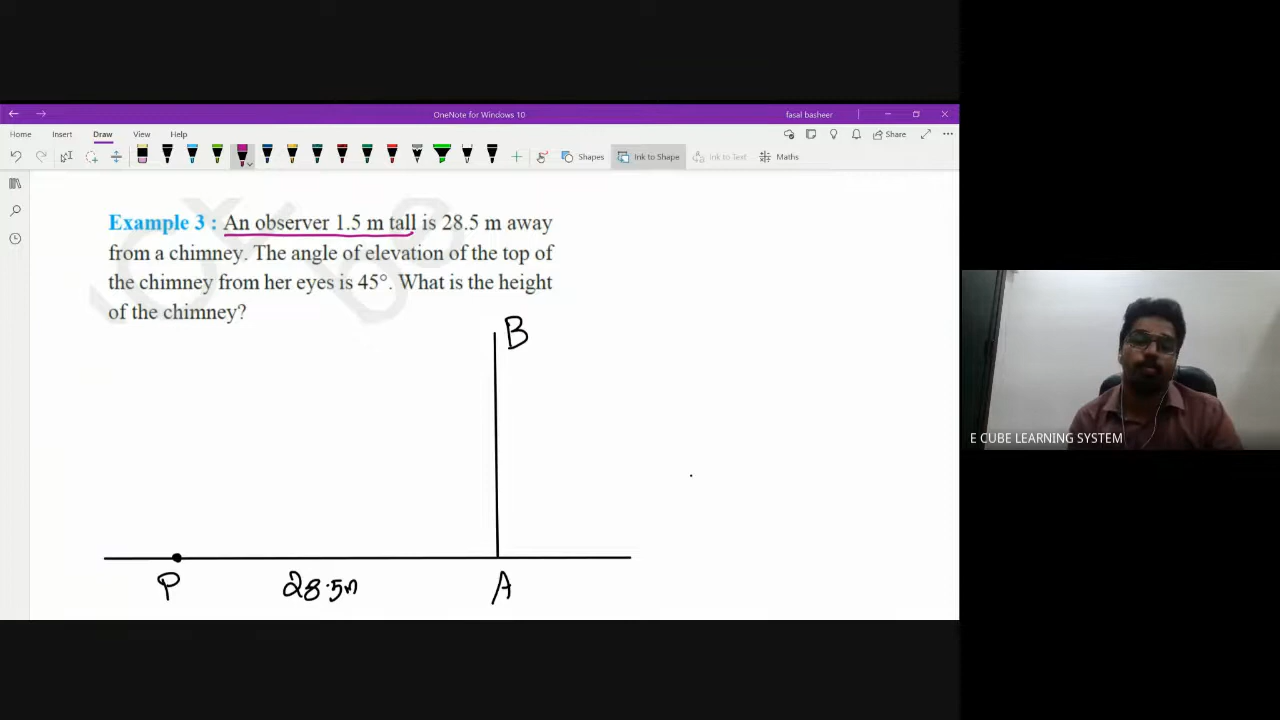 OneNote for Windows 10
fasal basheer
Home Insert Draw View Help
Share
Shapes
Ink to Shape
Ink to Text
Maths
Example 3 : An observer 1.5 m tall is 28.5 m away
from a chimney. The angle of elevation of the top of
the chimney from her eyes is 45°. What is the height
of the chimney?
B
P 28.5m A
E CUBE LEARNING SYSTEM